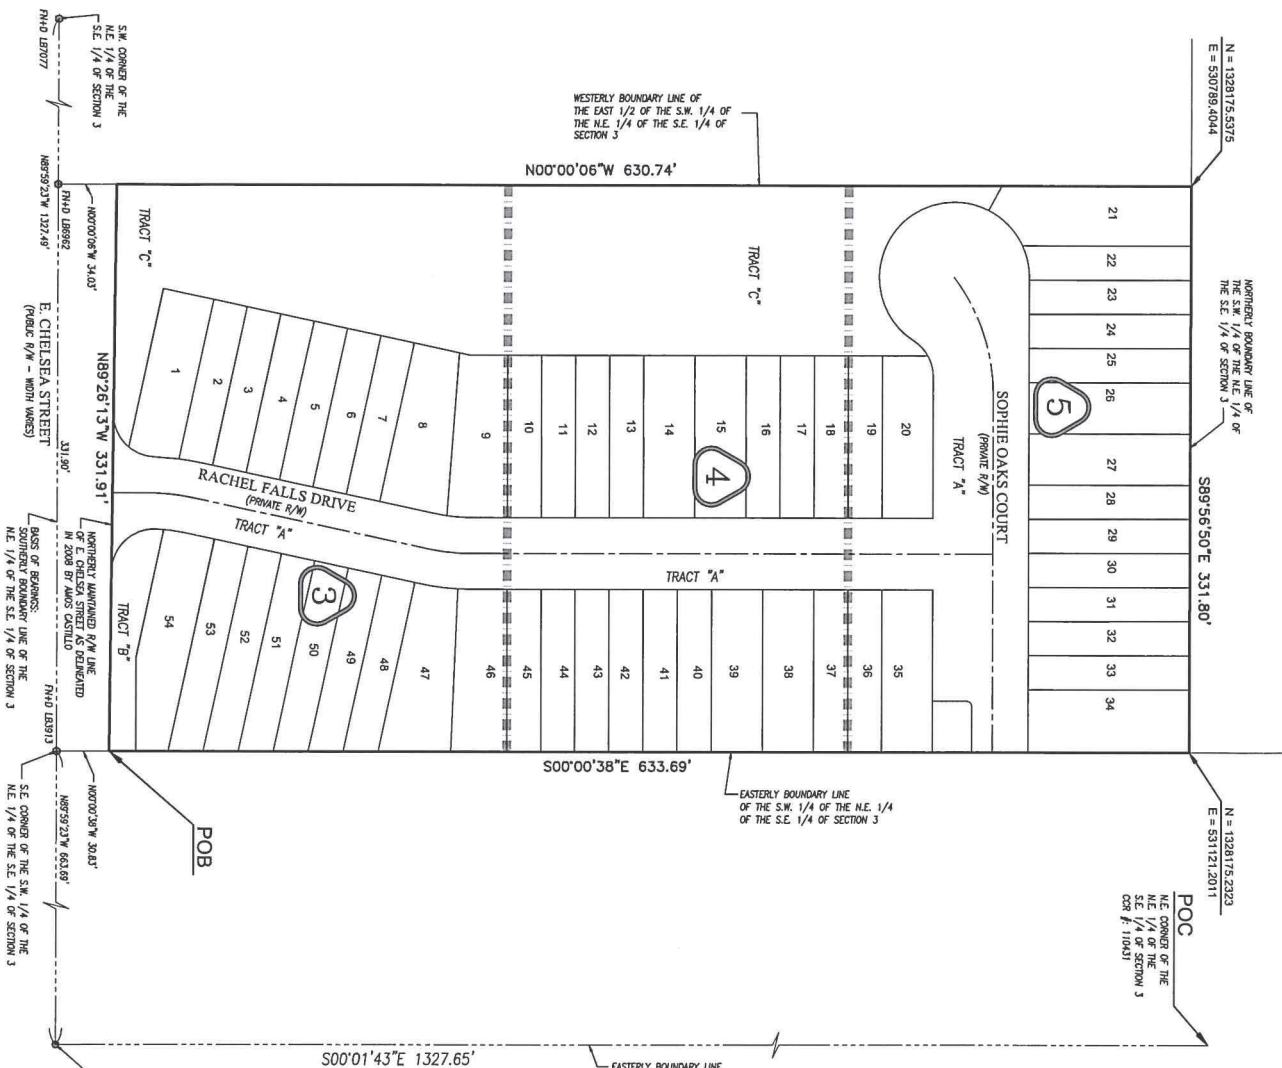 N = 1328175.5375
E = 530789.4044
S.W. CORNER OF THE
N.E. 1/4 OF THE
S.E. 1/4 OF SECTION 3
FN+D LB7077
WESTERLY BOUNDARY LINE OF
THE EAST 1/2 OF THE S.W. 1/4 OF
THE N.E. 1/4 OF THE S.E. 1/4 OF
SECTION 3
N00°00'06"W 630.74'
N89°59'23"W 1327.49'
FN+D LB6962
N00°00'06"W 34.03'
TRACT "C"
TRACT "C"
21
22
23
24
25
26
27
28
29
30
31
32
33
34
5
NORTHERLY BOUNDARY LINE OF
THE S.W. 1/4 OF THE N.E. 1/4 OF
THE S.E. 1/4 OF SECTION 3
S89°56'50"E 331.80'
SOPHIE OAKS COURT
(PRIVATE R/W)
TRACT "A"
1
2
3
4
5
6
7
8
9
10
11
12
13
14
15
16
17
18
19
20
4
E. CHELSEA STREET
(PUBLIC R/W - WIDTH VARIES)
N89°26'13"W 331.91'
331.90'
RACHEL FALLS DRIVE
(PRIVATE R/W)
TRACT "A"
TRACT "A"
3
54
53
52
51
50
49
48
47
46
45
44
43
42
41
40
39
38
37
36
35
TRACT "B"
NORTHERLY MAINTAINED R/W LINE
OF E. CHELSEA STREET AS DELINEATED
IN 2008 BY AMOS CASTILLO
BASIS OF BEARINGS:
SOUTHERLY BOUNDARY LINE OF THE
N.E. 1/4 OF THE S.E. 1/4 OF SECTION 3
FN+D LB3913
S00°00'38"E 633.69'
EASTERLY BOUNDARY LINE
OF THE S.W. 1/4 OF THE N.E. 1/4
OF THE S.E. 1/4 OF SECTION 3
N00°00'38"W 30.83'
N89°59'23"W 663.69'
S.E. CORNER OF THE S.W. 1/4 OF THE
N.E. 1/4 OF THE S.E. 1/4 OF SECTION 3
POB
N = 1328175.2323
E = 531121.2011
POC
N.E. CORNER OF THE
N.E. 1/4 OF THE
S.E. 1/4 OF SECTION 3
CCR #: 110431
S00°01'43"E 1327.65'
EASTERLY BOUNDARY LINE